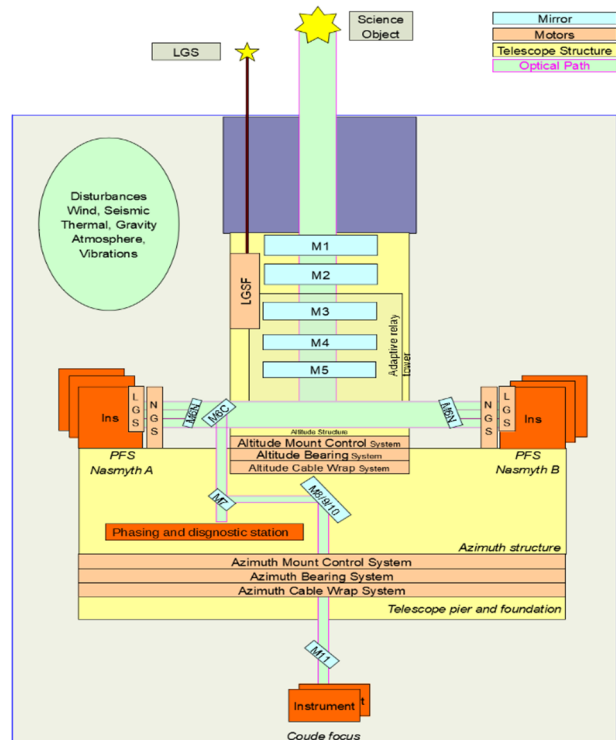 Science
Object
LGS
Mirror
Motors
Telescope Structure
Optical Path
Disturbances
Wind, Seismic
Thermal, Gravity
Atmosphere,
Vibrations
M1
M2
LGSF
M3
M4
M5
Adaptive relay
tower
Ins
LGS
NGS
M6N
M6C
M6N
NGS
LGS
Ins
PFS
Nasmyth A
PFS
Nasmyth B
Altitude Structure
Altitude Mount Control System
Altitude Bearing System
Altitude Cable Wrap System
M7
M8/9/10
Phasing and disgnostic station
Azimuth structure
Azimuth Mount Control System
Azimuth Bearing System
Azimuth Cable Wrap System
Telescope pier and foundation
M11
Instrument
t
Coude focus